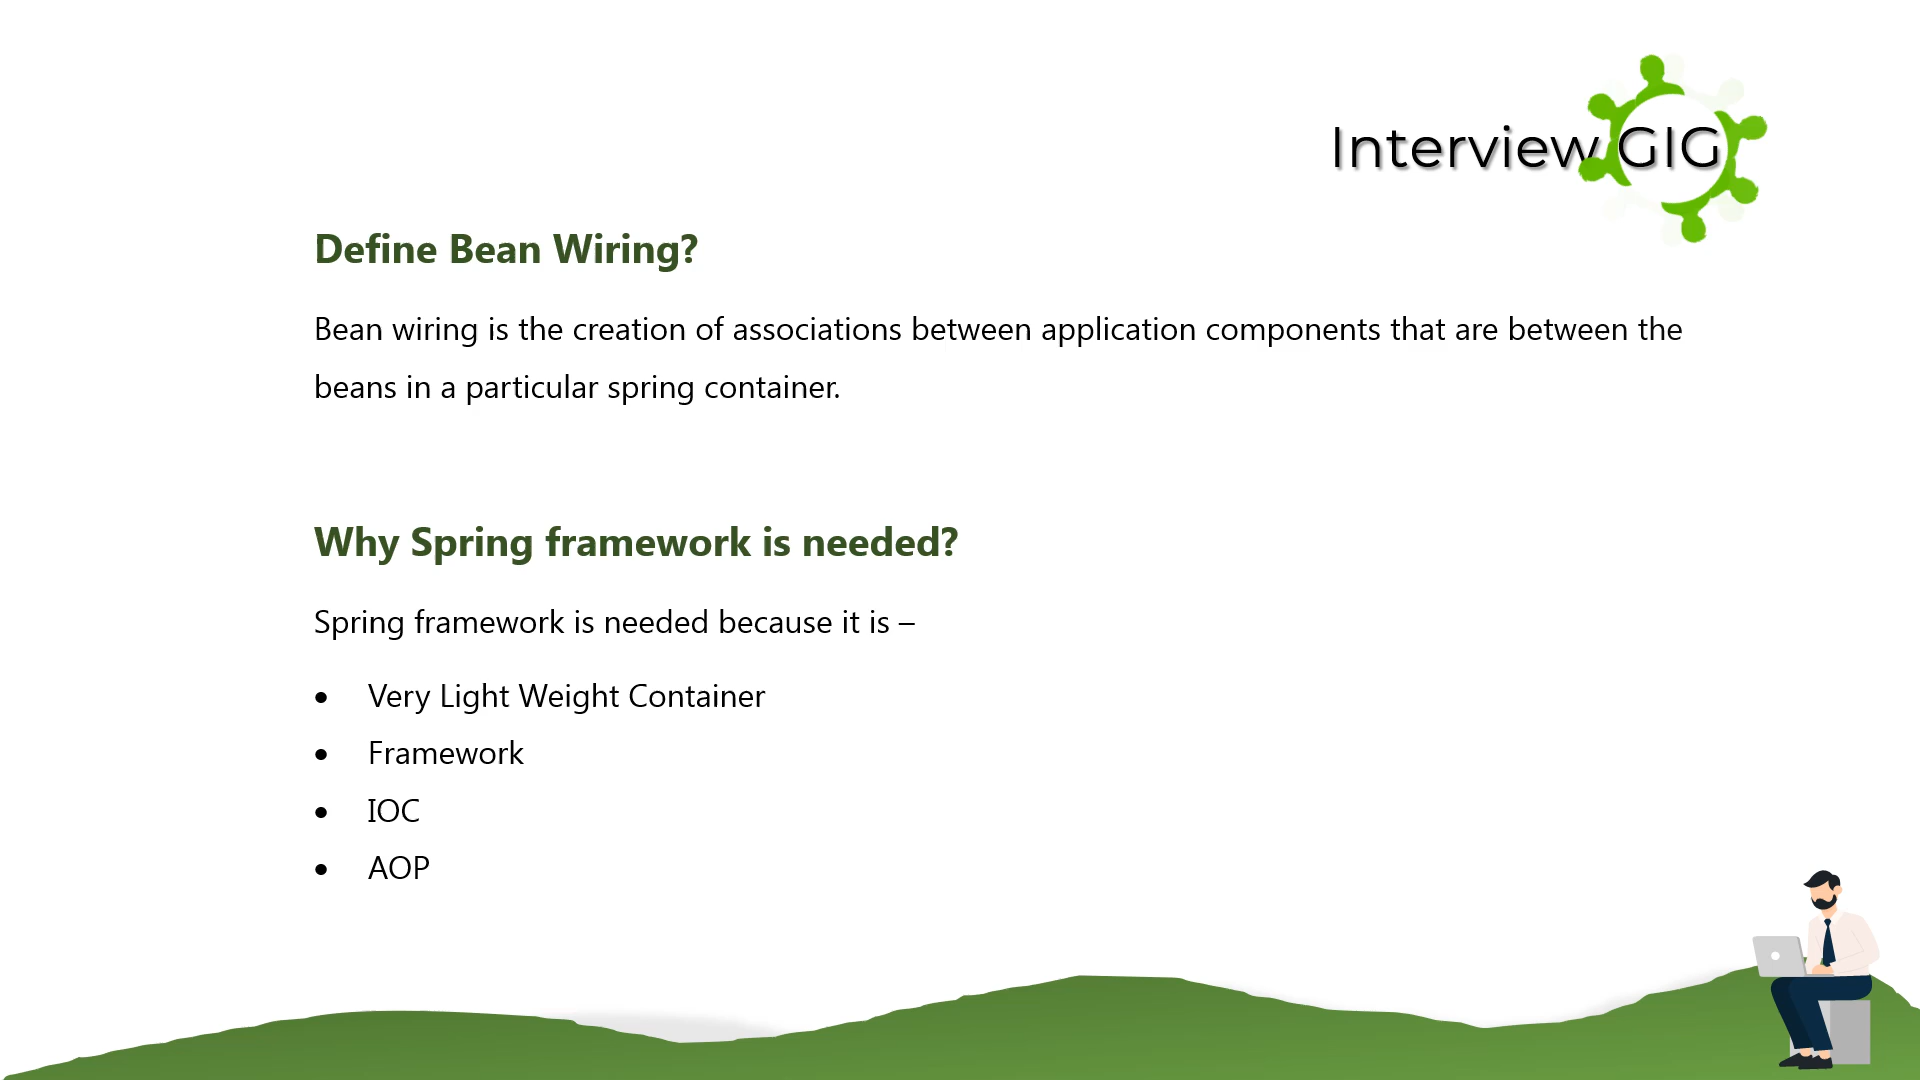 Interview GIG
Define Bean Wiring?
Bean wiring is the creation of associations between application components that are between the
beans in a particular spring container.
Why Spring framework is needed?
Spring framework is needed because it is –
• Very Light Weight Container
• Framework
• IOC
• AOP